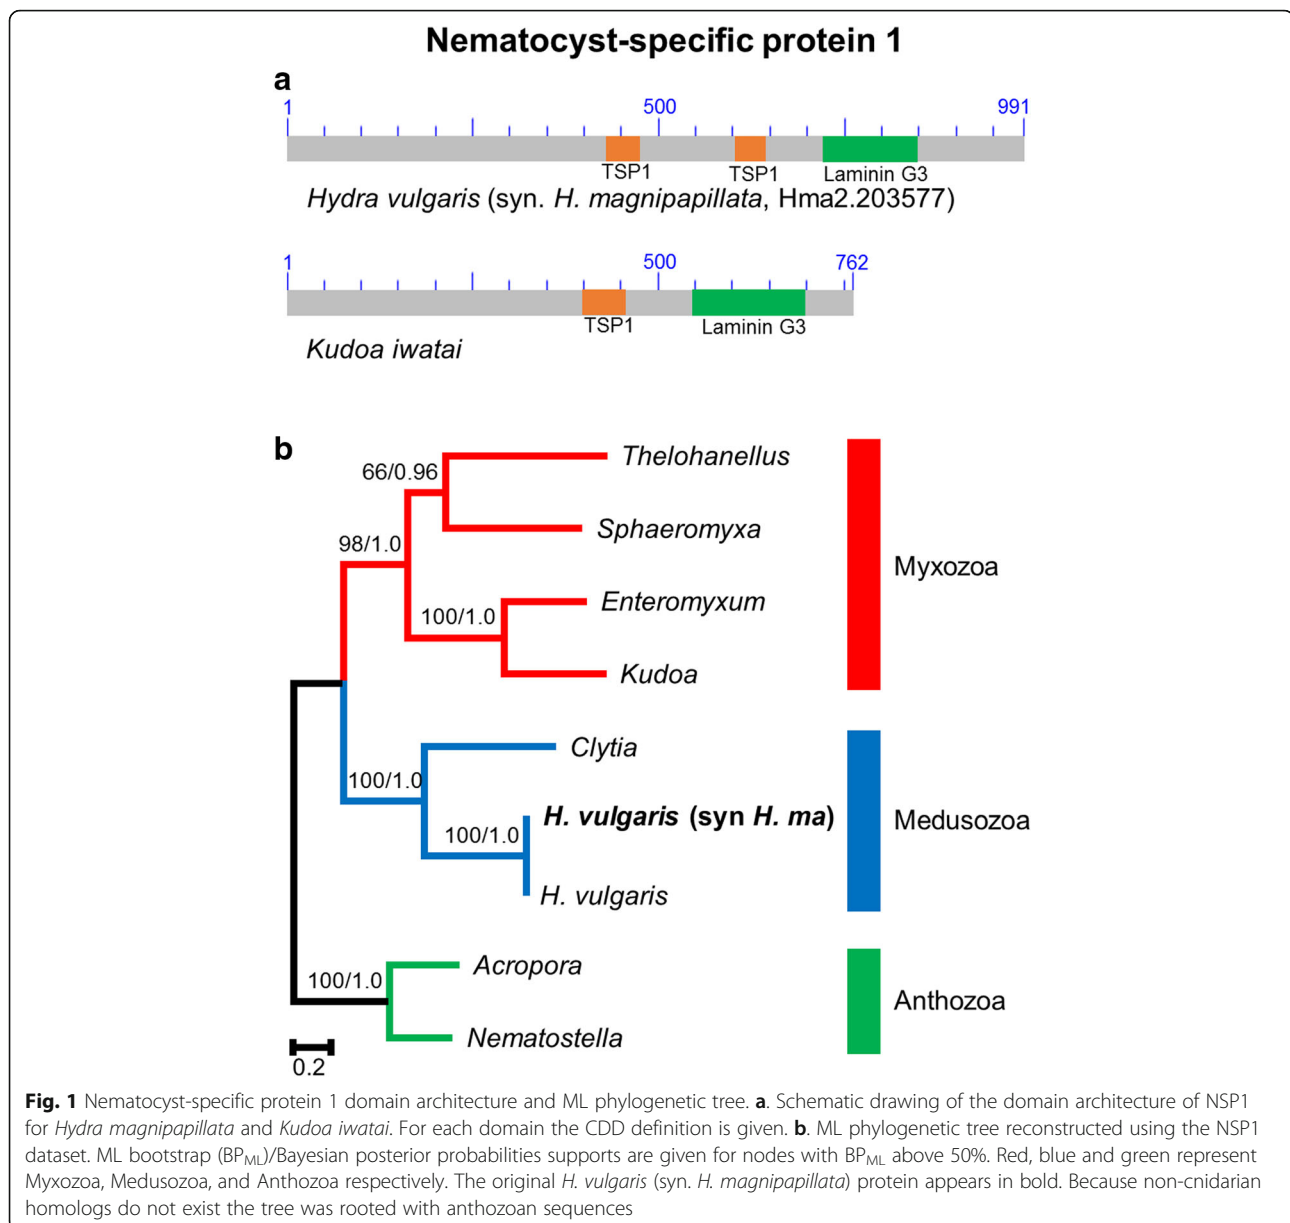 Nematocyst-specific protein 1
a
1 500 991
TSP1 TSP1 Laminin G3
Hydra vulgaris (syn. H. magnipapillata, Hma2.203577)
1 500 762
TSP1 Laminin G3
Kudoa iwatai
b
Thelohanellus
66/0.96
Sphaeromyxa
98/1.0
Myxozoa
Enteromyxum
100/1.0
Kudoa
Clytia
100/1.0
H. vulgaris (syn H. ma)
Medusozoa
100/1.0
H. vulgaris
Acropora
100/1.0
Anthozoa
Nematostella
0.2
Fig. 1 Nematocyst-specific protein 1 domain architecture and ML phylogenetic tree. a. Schematic drawing of the domain architecture of NSP1
for Hydra magnipapillata and Kudoa iwatai. For each domain the CDD definition is given. b. ML phylogenetic tree reconstructed using the NSP1
dataset. ML bootstrap (BPML)/Bayesian posterior probabilities supports are given for nodes with BPML above 50%. Red, blue and green represent
Myxozoa, Medusozoa, and Anthozoa respectively. The original H. vulgaris (syn. H. magnipapillata) protein appears in bold. Because non-cnidarian
homologs do not exist the tree was rooted with anthozoan sequences